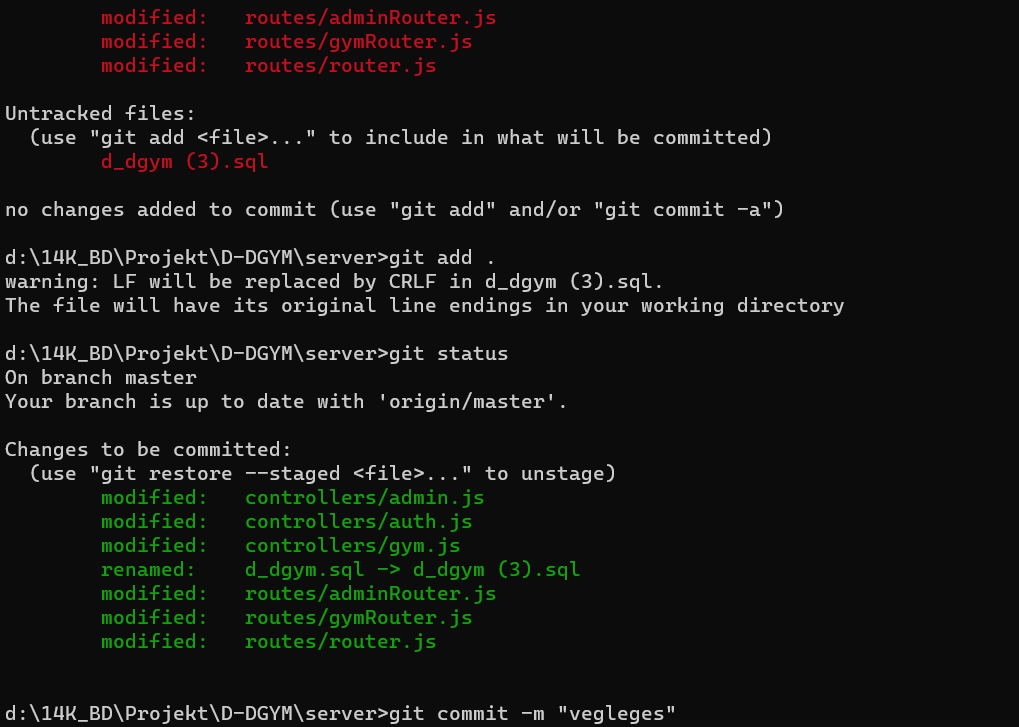 modified:   routes/adminRouter.js
modified:   routes/gymRouter.js
modified:   routes/router.js
Untracked files:
(use "git add <file>..." to include in what will be committed)
d_dgym (3).sql
no changes added to commit (use "git add" and/or "git commit -a")
d:\14K_BD\Projekt\D-DGYM\server>git add .
warning: LF will be replaced by CRLF in d_dgym (3).sql.
The file will have its original line endings in your working directory
d:\14K_BD\Projekt\D-DGYM\server>git status
On branch master
Your branch is up to date with 'origin/master'.
Changes to be committed:
(use "git restore --staged <file>..." to unstage)
modified:   controllers/admin.js
modified:   controllers/auth.js
modified:   controllers/gym.js
renamed:    d_dgym.sql -> d_dgym (3).sql
modified:   routes/adminRouter.js
modified:   routes/gymRouter.js
modified:   routes/router.js
d:\14K_BD\Projekt\D-DGYM\server>git commit -m "vegleges"